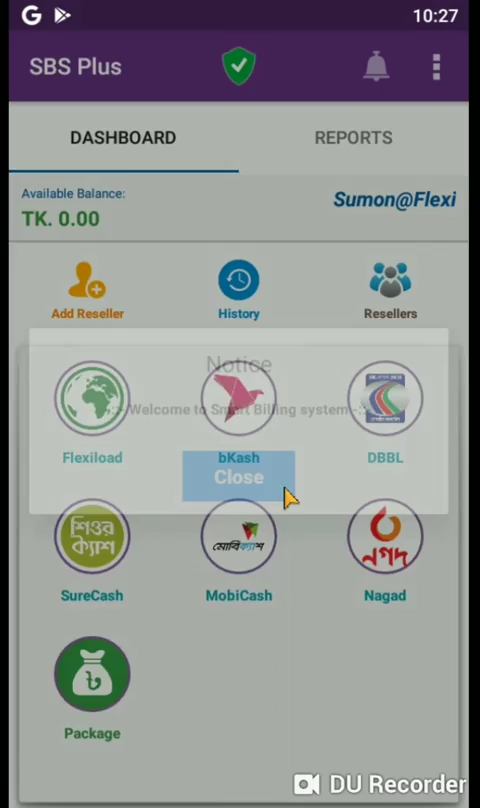 10:27
SBS Plus
DASHBOARD
REPORTS
Available Balance:
TK. 0.00
Sumon@Flexi
Add Reseller
History
Resellers
Notice
-:Welcome to Smart Billing system-:
Flexiload
bKash
DBBL
Close
শিওর
ক্যাশ
মোবিক্যাশ
নগদ
SureCash
MobiCash
Nagad
৳
Package
DU Recorder